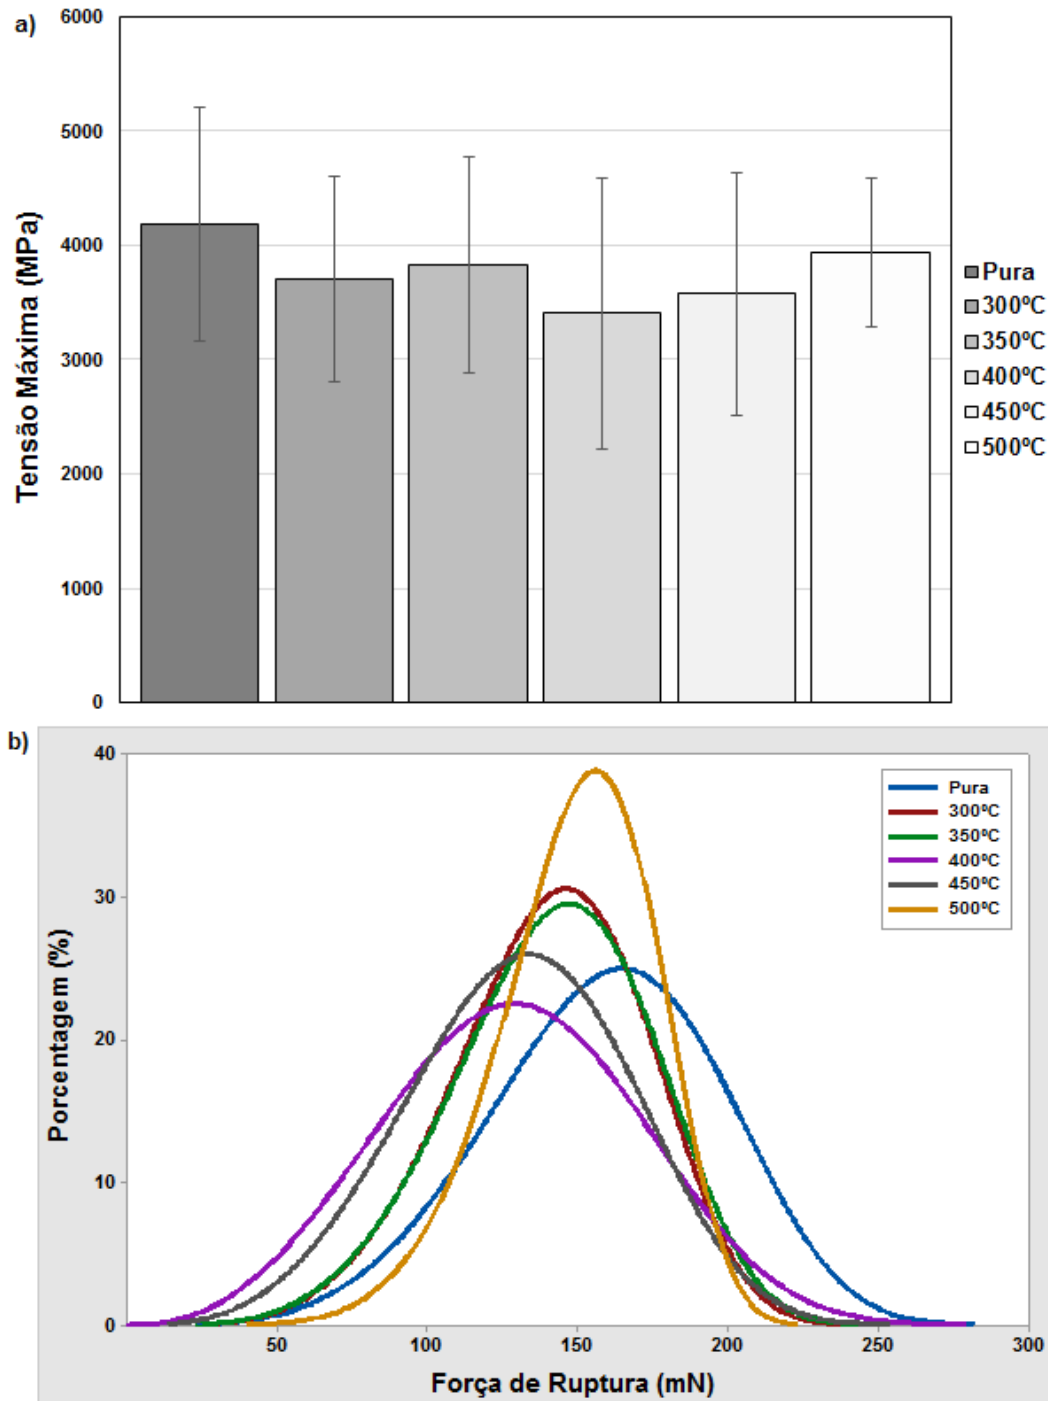 a)
6000
5000
4000
3000
2000
1000
0
Tensão Máxima (MPa)
Pura
300ºC
350ºC
400ºC
450ºC
500ºC
b)
40
30
20
10
0
Porcentagem (%)
Pura
300ºC
350ºC
400ºC
450ºC
500ºC
50 100 150 200 250 300
Força de Ruptura (mN)